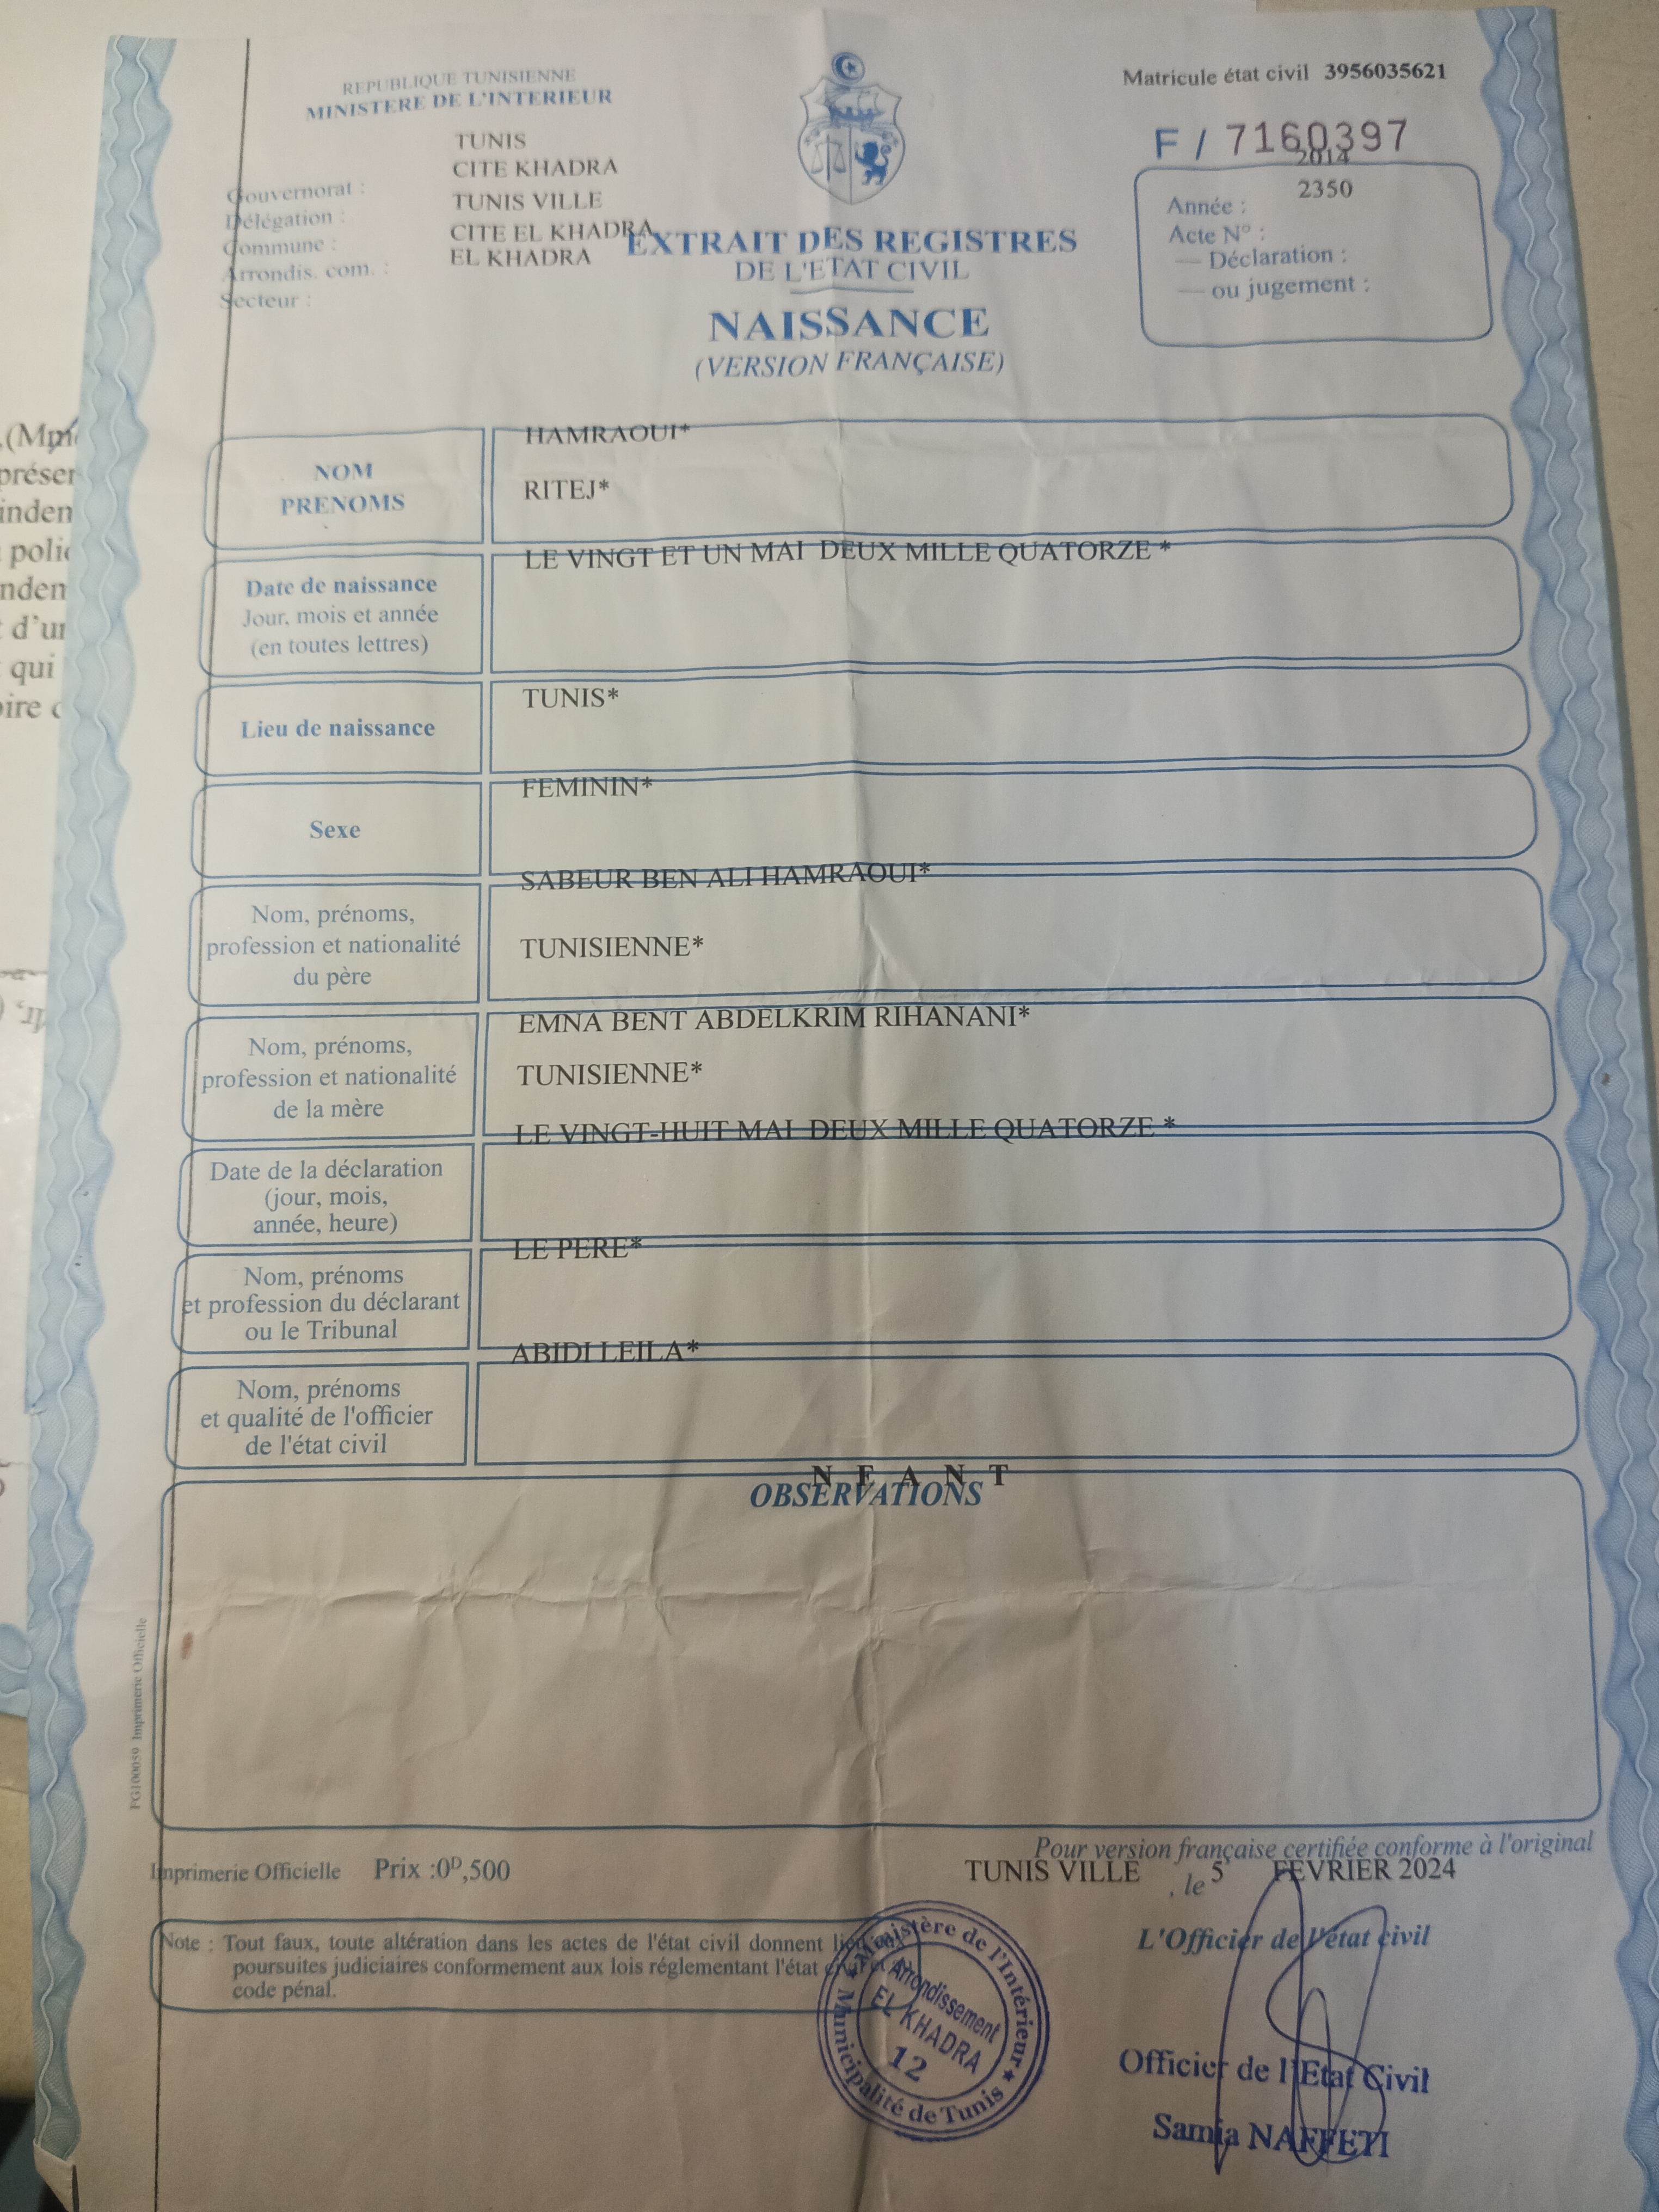 REPUBLIQUE TUNISIENNE
MINISTERE DE L'INTERIEUR
Matricule état civil 3956035621
F / 7160397
TUNIS
CITE KHADRA
TUNIS VILLE
CITE EL KHADRA
EL KHADRA
Gouvernorat :
Délégation :
Commune :
Arrondis. com. :
Secteur :
2014
2350
Année :
Acte N° :
— Déclaration :
— ou jugement :
EXTRAIT DES REGISTRES
DE L'ETAT CIVIL
NAISSANCE
(VERSION FRANÇAISE)
NOM
PRENOMS
HAMRAOUI*
RITEJ*
Date de naissance
Jour, mois et année
(en toutes lettres)
LE VINGT ET UN MAI DEUX MILLE QUATORZE *
Lieu de naissance
TUNIS*
Sexe
FEMININ*
Nom, prénoms,
profession et nationalité
du père
SABEUR BEN ALI HAMRAOUI*
TUNISIENNE*
Nom, prénoms,
profession et nationalité
de la mère
EMNA BENT ABDELKRIM RIHANANI*
TUNISIENNE*
Date de la déclaration
(jour, mois,
année, heure)
LE VINGT-HUIT MAI DEUX MILLE QUATORZE *
Nom, prénoms
et profession du déclarant
ou le Tribunal
LE PERE*
Nom, prénoms
et qualité de l'officier
de l'état civil
ABIDI LEILA*
N E A N T
OBSERVATIONS
FG100059 Imprimerie Officielle
Pour version française certifiée conforme à l'original
Imprimerie Officielle Prix :0D,500
TUNIS VILLE , le 5 FEVRIER 2024
L'Officier de l'état civil
Note : Tout faux, toute altération dans les actes de l'état civil donnent lieu aux
poursuites judiciaires conformement aux lois réglementant l'état civil
code pénal.
Ministère de l'Intérieur
Arrondissement
EL KHADRA
12
Municipalité de Tunis
Officier de l'Etat Civil
Samia NAFFETI
(Mme
qui